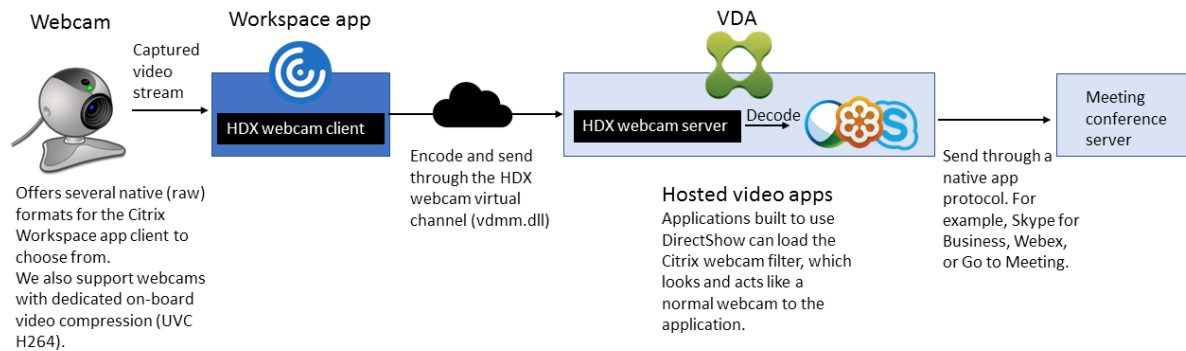 Webcam
Captured
video
stream
Offers several native (raw)
formats for the Citrix
Workspace app client to
choose from.
We also support webcams
with dedicated on-board
video compression (UVC
H264).
Workspace app
HDX webcam client
Encode and send
through the HDX
webcam virtual
channel (vdmm.dll)
VDA
HDX webcam server
Decode
S
Hosted video apps
Applications built to use
DirectShow can load the
Citrix webcam filter, which
looks and acts like a
normal webcam to the
application.
Send through a
native app
protocol. For
example, Skype for
Business, Webex,
or Go to Meeting.
Meeting
conference
server